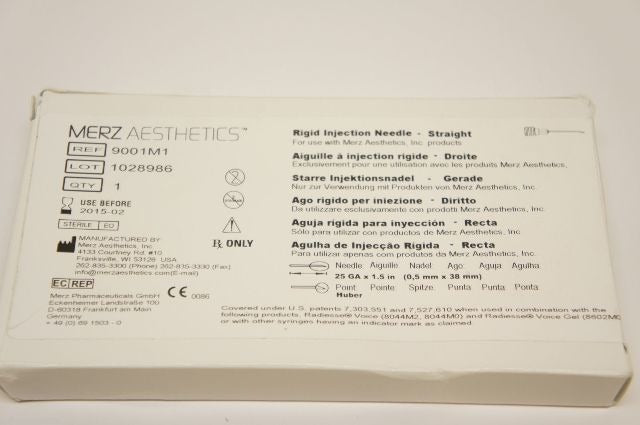 MERZ AESTHETICS™
REF 9001M1
LOT 1028986
QTY 1
USE BEFORE
2015-02
STERILE EO
MANUFACTURED BY:
Merz Aesthetics, Inc.
4133 Courtney Rd. #10
Franksville, WI 53126 USA
262-835-3300 (Phone) 262-835-3330 (Fax)
info@merzaesthetics.com(E-mail)
EC REP
Merz Pharmaceuticals GmbH
Eckenheimer Landstraße 100
D-60318 Frankfurt am Main
Germany
+ 49 (0) 69 1503 - 0
CE 0086
2
STERILE
℞ ONLY
Rigid Injection Needle - Straight
For use with Merz Aesthetics, Inc. products
Aiguille à injection rigide - Droite
Exclusivement pour une utilisation avec les produits Merz Aesthetics,
Starre Injektionsnadel - Gerade
Nur zur Verwendung mit Produkten von Merz Aesthetics, Inc.
Ago rigido per iniezione - Diritto
Da utilizzare esclusivamente con prodotti Merz Aesthetics, Inc.
Aguja rigida para inyección - Recta
Sólo para utilizar con productos de Merz Aesthetics, Inc.
Agulha de Injecção Rigida - Recta
Para utilizar apenas com produtos da Merz Aesthetics, Inc.
Needle Aiguille Nadel Ago Aguja Agulha
25 GA x 1.5 in (0,5 mm x 38 mm)
Point Pointe Spitze Punta Punta Ponta
Huber
Covered under U.S. patents 7,303,551 and 7,527,610 when used in combination with the
following products, Radiesse® Voice (8044M2, 8044M0) and Radiesse® Voice Gel (8602M0
or with other syringes having an indicator mark as claimed.